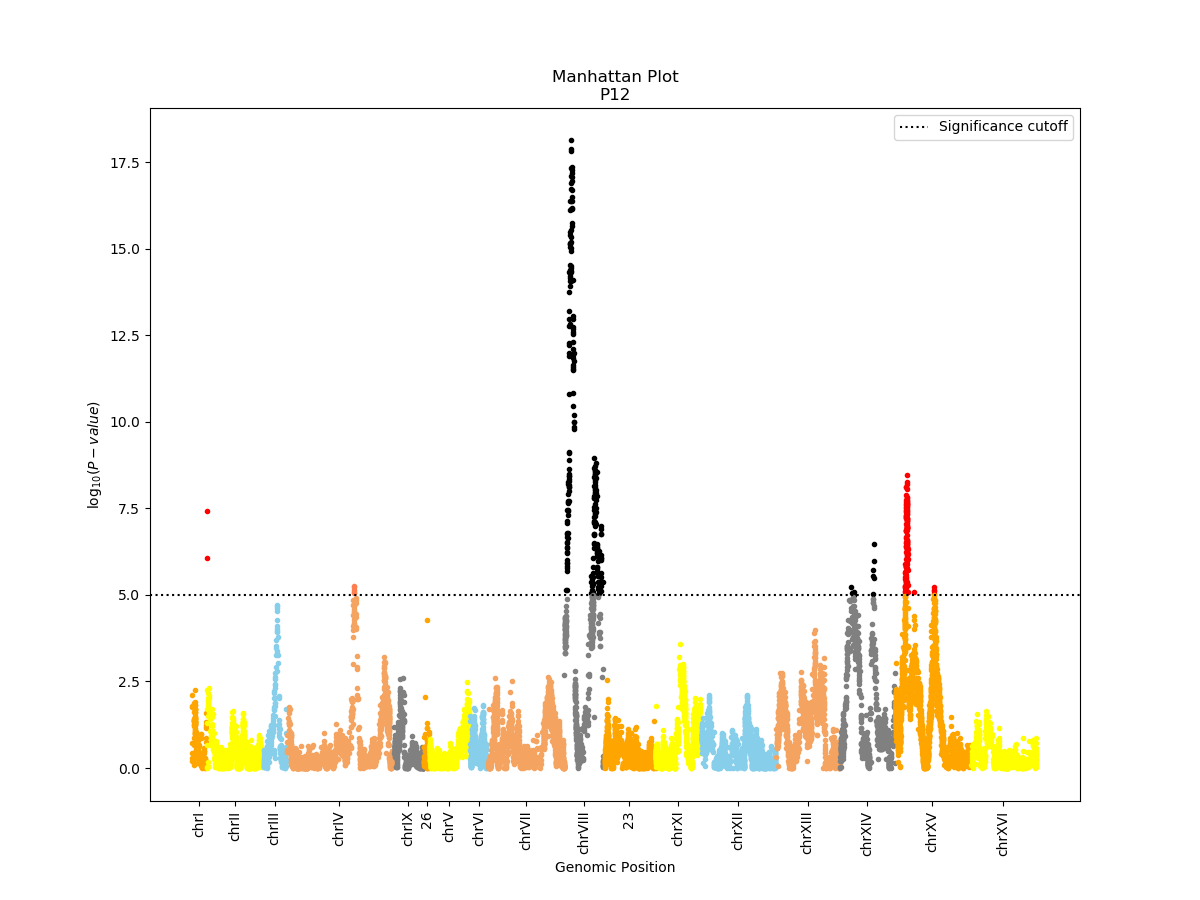 Manhattan Plot
P12
Significance cutoff
17.5
15.0
12.5
10.0
7.5
5.0
2.5
0.0
log₁₀(P − value)
chrI
chrII
chrIII
chrIV
chrIX
26
chrV
chrVI
chrVII
chrVIII
23
chrXI
chrXII
chrXIII
chrXIV
chrXV
chrXVI
Genomic Position